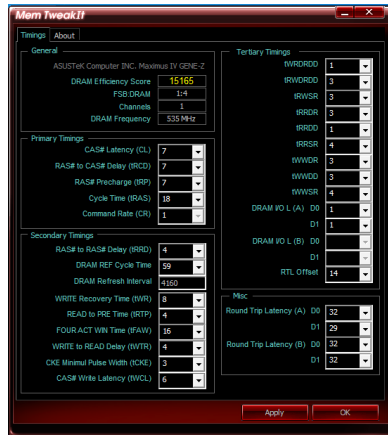 Mem TweakIt
Timings About
General
ASUSTeK Computer INC. Maximus IV GENE-Z
DRAM Efficiency Score 15165
FSB:DRAM 1:4
Channels 1
DRAM Frequency 535 MHz
Primary Timings
CAS# Latency (CL) 7
RAS# to CAS# Delay (tRCD) 7
RAS# Precharge (tRP) 7
Cycle Time (tRAS) 18
Command Rate (CR) 1
Secondary Timings
RAS# to RAS# Delay (tRRD) 4
DRAM REF Cycle Time 59
DRAM Refresh Interval 4160
WRITE Recovery Time (tWR) 8
READ to PRE Time (tRTP) 4
FOUR ACT WIN Time (tFAW) 16
WRITE to READ Delay (tWTR) 4
CKE Minimul Pulse Width (tCKE) 3
CAS# Write Latency (tWCL) 6
Tertiary Timings
tWRDRDD 1
tRWDRDD 3
tRWSR 3
tRRDR 3
tRRDD 1
tRRSR 4
tWWDR 3
tWWDD 3
tWWSR 4
DRAM I/O L (A) D0 1
D1 1
DRAM I/O L (B) D0
D1
RTL Offset 14
Misc
Round Trip Latency (A) D0 32
D1 29
Round Trip Latency (B) D0 32
D1 32
Apply OK